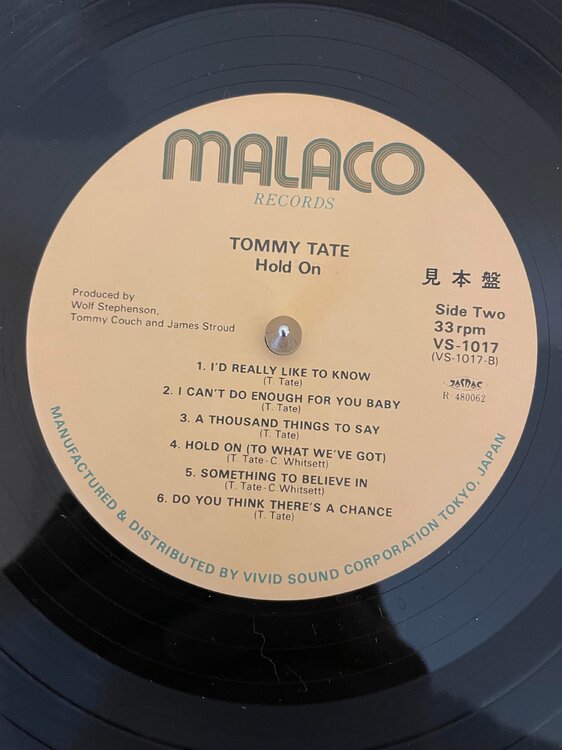 MALACO
RECORDS
TOMMY TATE
Hold On
見本盤
Produced by
Wolf Stephenson,
Tommy Couch and James Stroud
Side Two
33 rpm
VS-1017
(VS-1017-B)
JASRAC
R 480062
1. I'D REALLY LIKE TO KNOW
(T. Tate)
2. I CAN'T DO ENOUGH FOR YOU BABY
(T. Tate)
3. A THOUSAND THINGS TO SAY
(T. Tate)
4. HOLD ON (TO WHAT WE'VE GOT)
(T. Tate-C. Whitsett)
5. SOMETHING TO BELIEVE IN
(T. Tate-C.Whitsett)
6. DO YOU THINK THERE'S A CHANCE
(T. Tate)
MANUFACTURED & DISTRIBUTED BY VIVID SOUND CORPORATION TOKYO, JAPAN